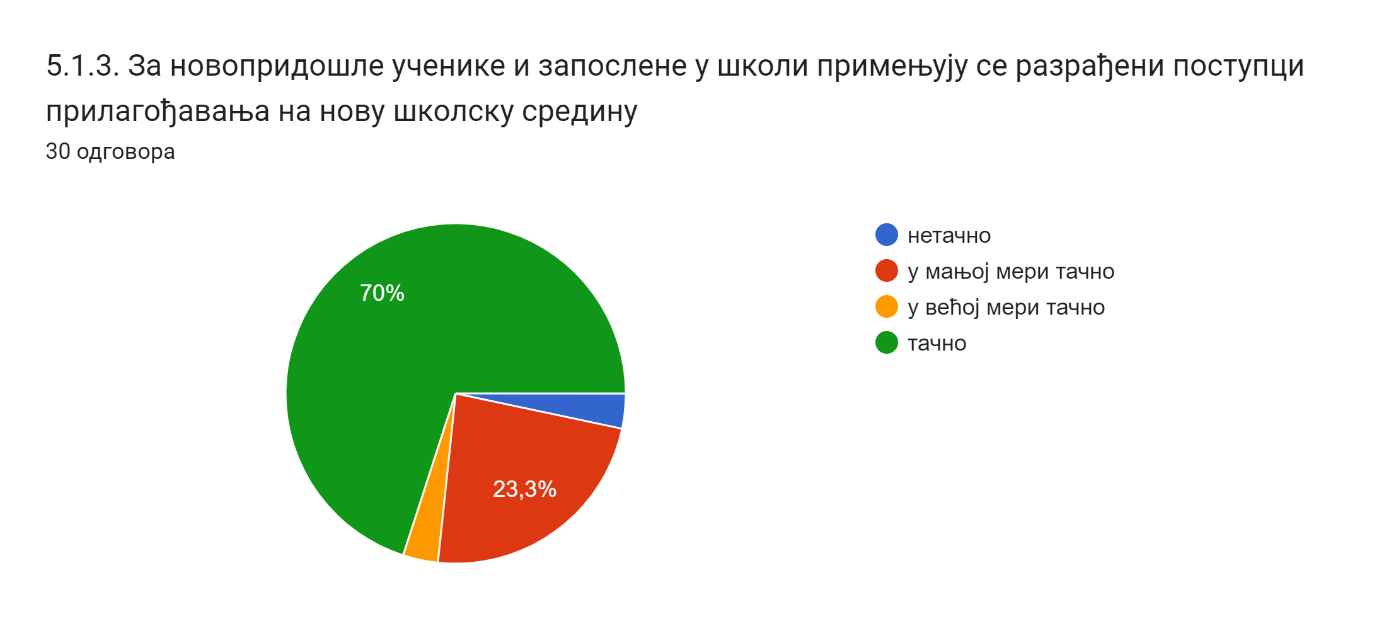 5.1.3. За новопридошле ученике и запослене у школи примењују се разрађени поступци
прилагођавања на нову школску средину
30 одговора
70%
23,3%
нетачно
у мањој мери тачно
у већој мери тачно
тачно